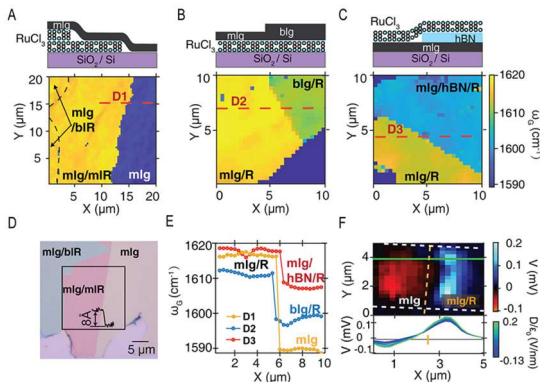 A
mlg
RuCl3
SiO2/ Si
20
15
10
5
0
Y (µm)
mlg
/blR
D1
mlg/mlR
mlg
0 5 10 15 20
X (µm)
B
blg
mlg
RuCl3
SiO2/ Si
10
5
0
Y (µm)
D2
blg/R
mlg/R
0 5 10
X (µm)
C
RuCl3
hBN
mlg
SiO2/ Si
10
5
0
Y (µm)
mlg/hBN/R
D3
mlg/R
0 5 10
X (µm)
1620
1610
1600
1590
ωG (cm-1)
D
mlg/blR
mlg
mlg/mlR
8Å
5 µm
E
1620
1610
1600
1590
ωG (cm-1)
mlg/R
mlg/
hBN/R
D1
D2
D3
blg/R
mlg
0 2 4 6 8 10
X (µm)
F
4
2
0
Y (µm)
mlg
mlg/R
0.2
0.1
0
-0.1
V (mV)
0.1
0
V (mV)
0.2
-0.13
D/ε0 (V/nm)
1 3 5
X (µm)